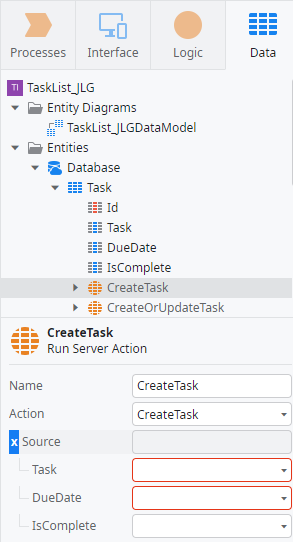 Processes Interface Logic Data
TI TaskList_JLG
Entity Diagrams
TaskList_JLGDataModel
Entities
Database
Task
Id
Task
DueDate
IsComplete
CreateTask
CreateOrUpdateTask
CreateTask
Run Server Action
Name CreateTask
Action CreateTask
x Source
Task
DueDate
IsComplete